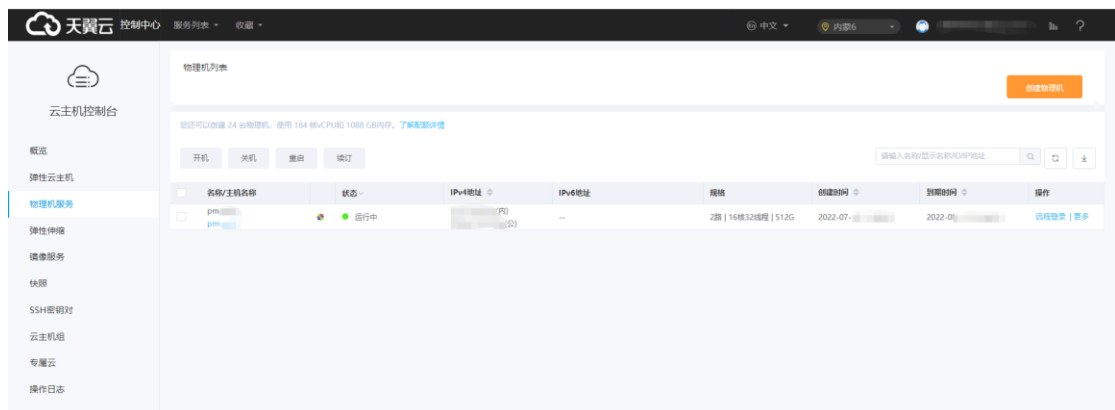 天翼云 控制中心 服务列表 收藏 中文 内蒙6
云主机控制台
概览
弹性云主机
物理机服务
弹性伸缩
镜像服务
快照
SSH密钥对
云主机组
专属云
操作日志
物理机列表
创建物理机
您还可以创建 24 台物理机，使用 184 核vCPU和 1088 GB内存。了解配额详情
开机 关机 重启 续订 请输入名称/显示名称/ID/IP地址
名称/主机名称 状态 IPv4地址 IPv6地址 规格 创建时间 到期时间 操作
pm 运行中 (内) -- 2路 | 16核32线程 | 512G 2022-07- 2022-0 远程登录 | 更多
pm (公)